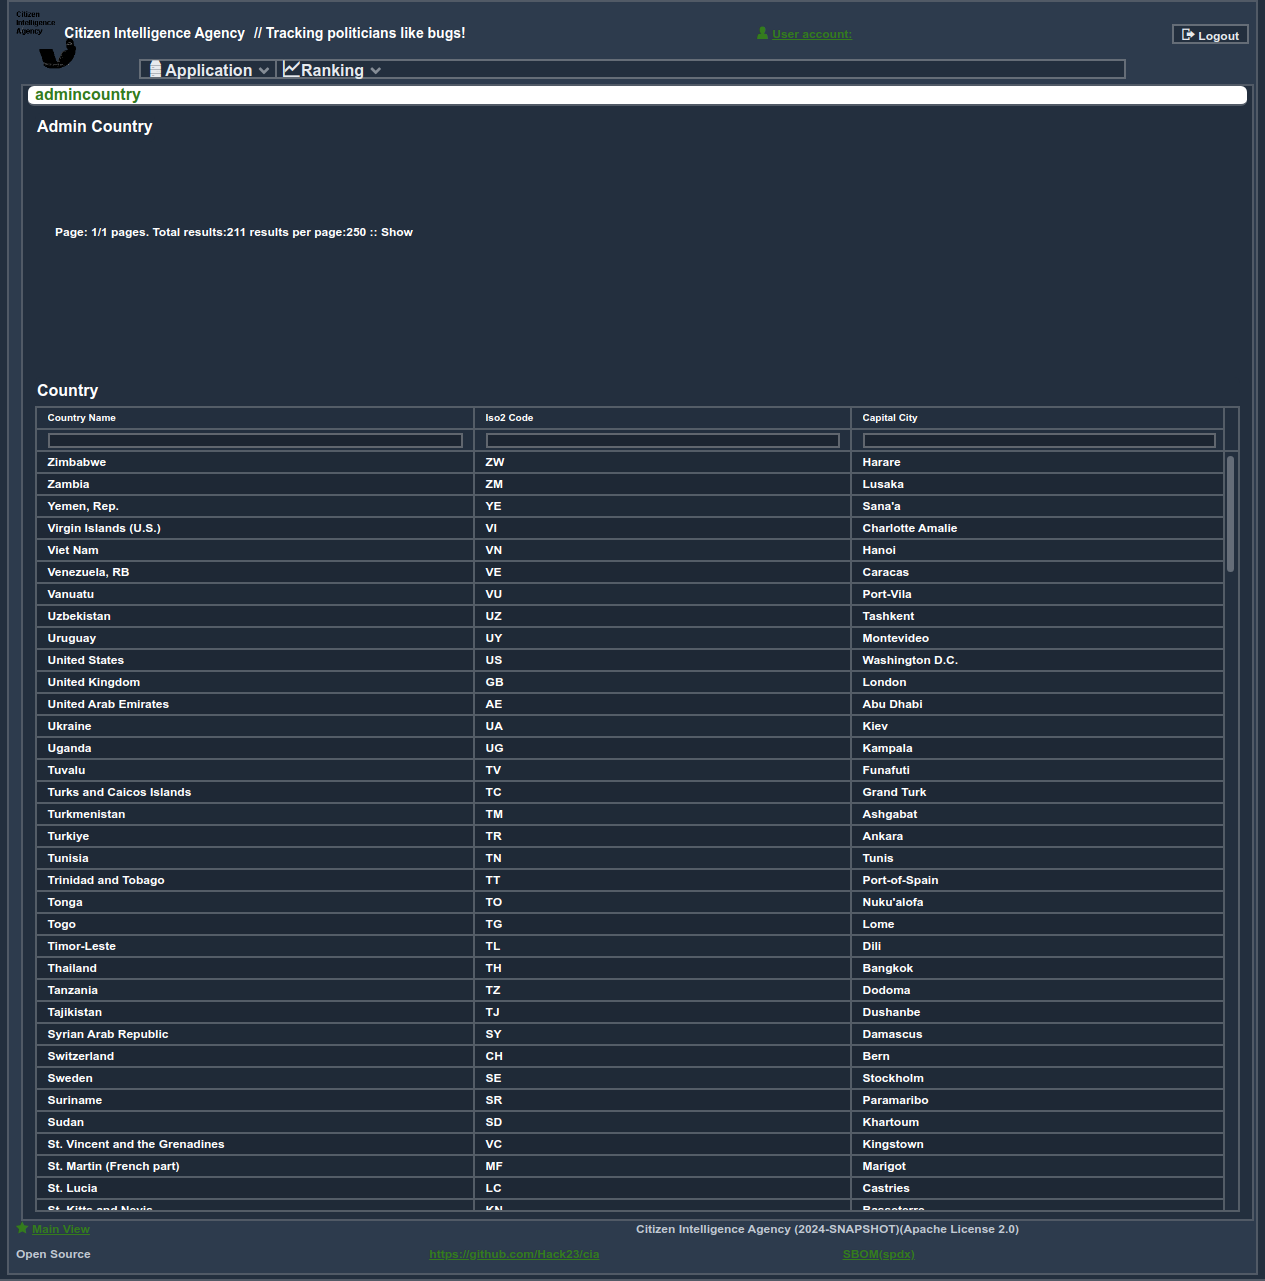 Citizen
Intelligence
Agency
Citizen Intelligence Agency // Tracking politicians like bugs!
User account:
Logout
Application
Ranking
admincountry
Admin Country
Page: 1/1 pages. Total results:211 results per page:250 :: Show
Country
Country Name Iso2 Code Capital City
Zimbabwe ZW Harare
Zambia ZM Lusaka
Yemen, Rep. YE Sana'a
Virgin Islands (U.S.) VI Charlotte Amalie
Viet Nam VN Hanoi
Venezuela, RB VE Caracas
Vanuatu VU Port-Vila
Uzbekistan UZ Tashkent
Uruguay UY Montevideo
United States US Washington D.C.
United Kingdom GB London
United Arab Emirates AE Abu Dhabi
Ukraine UA Kiev
Uganda UG Kampala
Tuvalu TV Funafuti
Turks and Caicos Islands TC Grand Turk
Turkmenistan TM Ashgabat
Turkiye TR Ankara
Tunisia TN Tunis
Trinidad and Tobago TT Port-of-Spain
Tonga TO Nuku'alofa
Togo TG Lome
Timor-Leste TL Dili
Thailand TH Bangkok
Tanzania TZ Dodoma
Tajikistan TJ Dushanbe
Syrian Arab Republic SY Damascus
Switzerland CH Bern
Sweden SE Stockholm
Suriname SR Paramaribo
Sudan SD Khartoum
St. Vincent and the Grenadines VC Kingstown
St. Martin (French part) MF Marigot
St. Lucia LC Castries
St. Kitts and Nevis KN Basseterre
Main View
Citizen Intelligence Agency (2024-SNAPSHOT)(Apache License 2.0)
Open Source
https://github.com/Hack23/cia
SBOM(spdx)